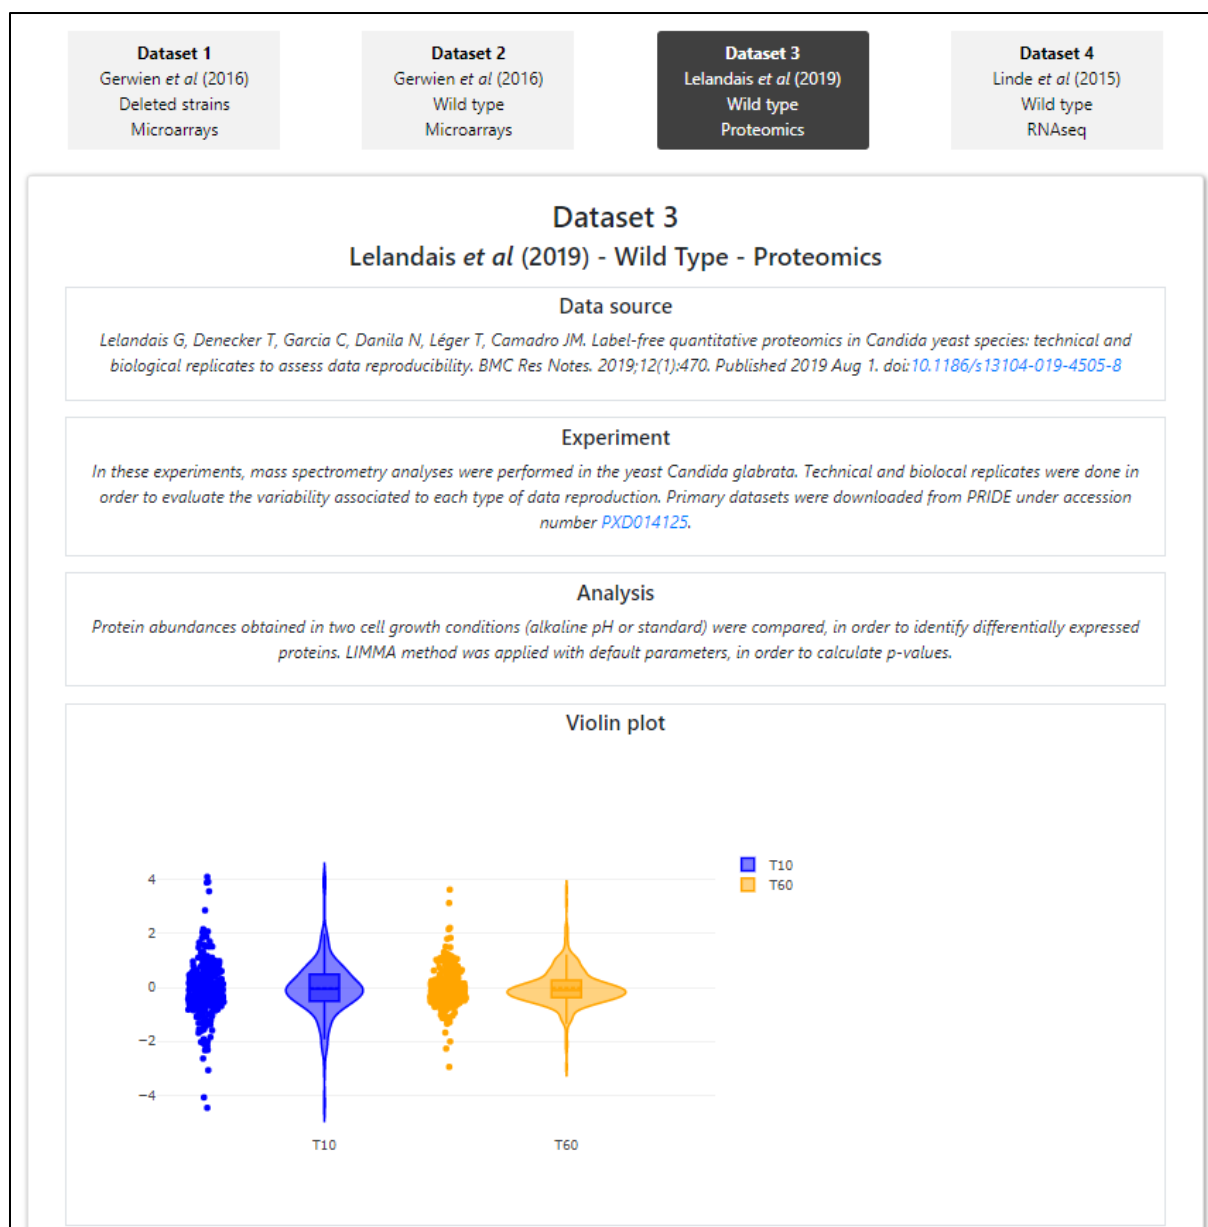 Dataset 1
Gerwien et al (2016)
Deleted strains
Microarrays
Dataset 2
Gerwien et al (2016)
Wild type
Microarrays
Dataset 3
Lelandais et al (2019)
Wild type
Proteomics
Dataset 4
Linde et al (2015)
Wild type
RNAseq
Dataset 3
Lelandais et al (2019) - Wild Type - Proteomics
Data source
Lelandais G, Denecker T, Garcia C, Danila N, Léger T, Camadro JM. Label-free quantitative proteomics in Candida yeast species: technical and
biological replicates to assess data reproducibility. BMC Res Notes. 2019;12(1):470. Published 2019 Aug 1. doi:10.1186/s13104-019-4505-8
Experiment
In these experiments, mass spectrometry analyses were performed in the yeast Candida glabrata. Technical and biolocal replicates were done in
order to evaluate the variability associated to each type of data reproduction. Primary datasets were downloaded from PRIDE under accession
number PXD014125.
Analysis
Protein abundances obtained in two cell growth conditions (alkaline pH or standard) were compared, in order to identify differentially expressed
proteins. LIMMA method was applied with default parameters, in order to calculate p-values.
Violin plot
4
2
0
−2
−4
T10
T60
T10
T60